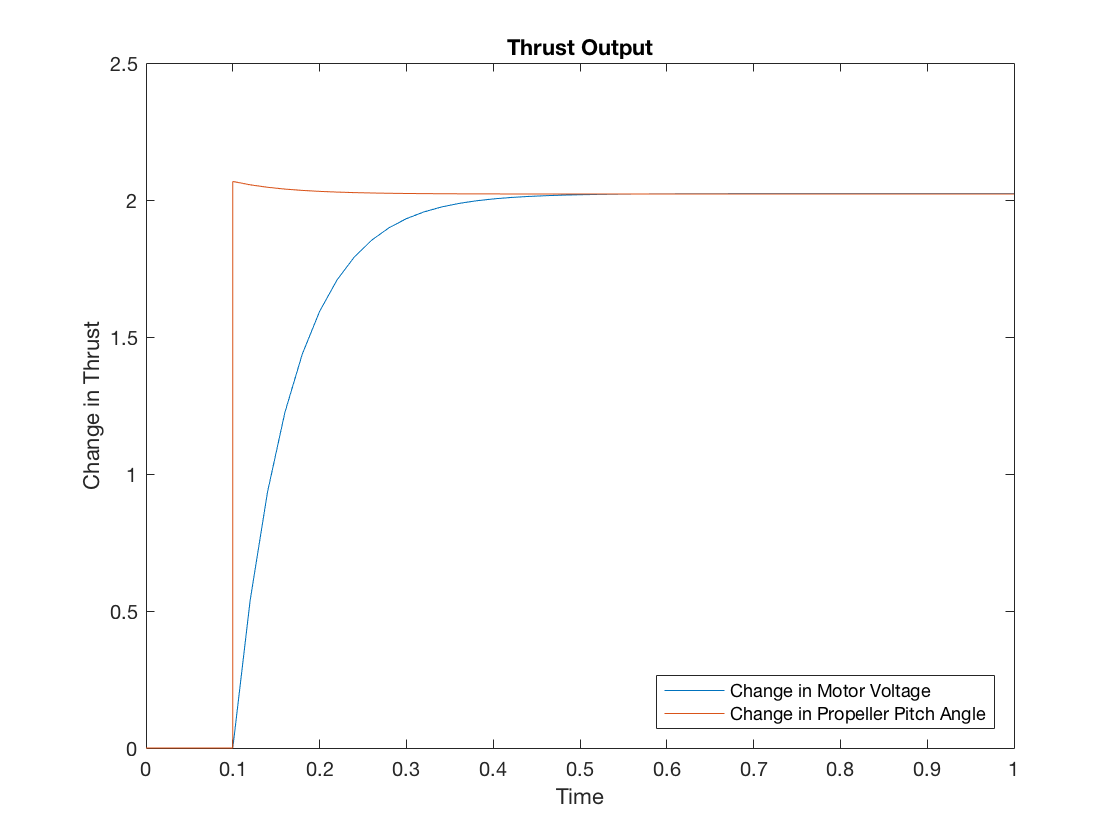 Thrust Output
2.5
2
1.5
1
0.5
0
Change in Thrust
Change in Motor Voltage
Change in Propeller Pitch Angle
0 0.1 0.2 0.3 0.4 0.5 0.6 0.7 0.8 0.9 1
Time